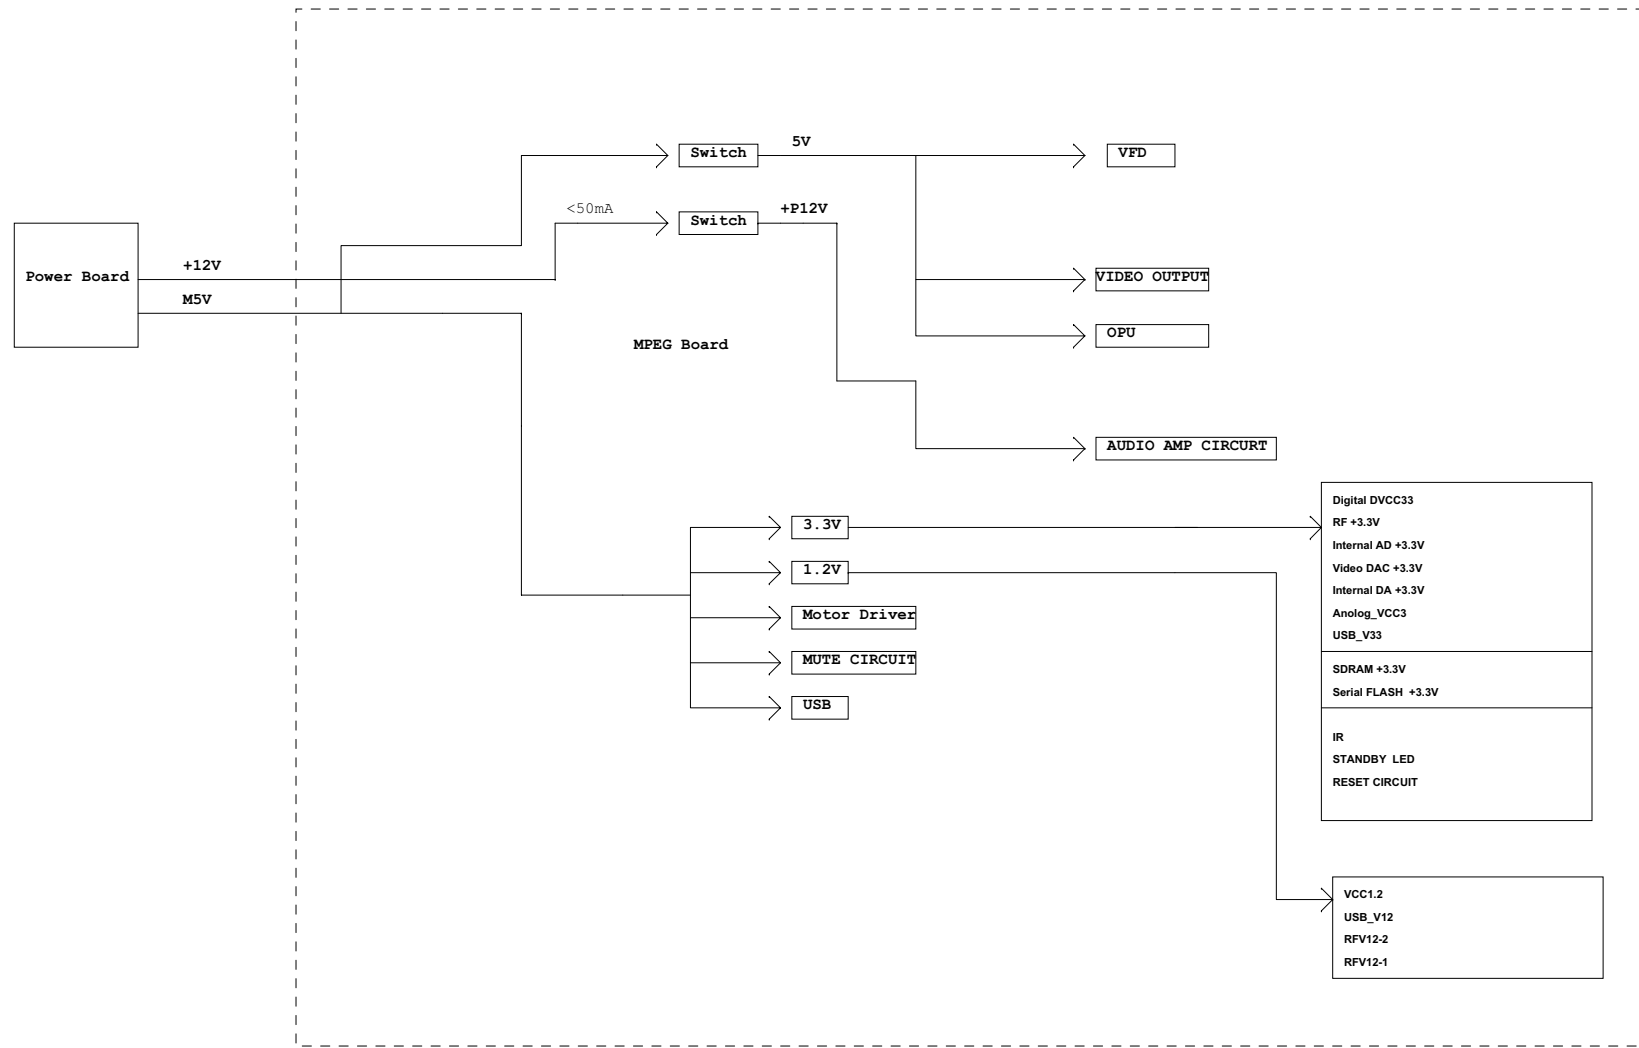 5V
Switch
VFD
<50mA
+P12V
Switch
+12V
Power Board
VIDEO OUTPUT
M5V
OPU
MPEG Board
AUDIO AMP CIRCURT
3.3V
1.2V
Motor Driver
MUTE CIRCUIT
USB
Digital DVCC33
RF +3.3V
Internal AD +3.3V
Video DAC +3.3V
Internal DA +3.3V
Anolog_VCC3
USB_V33
SDRAM +3.3V
Serial FLASH  +3.3V
IR
STANDBY  LED
RESET CIRCUIT
VCC1.2
USB_V12
RFV12-2
RFV12-1